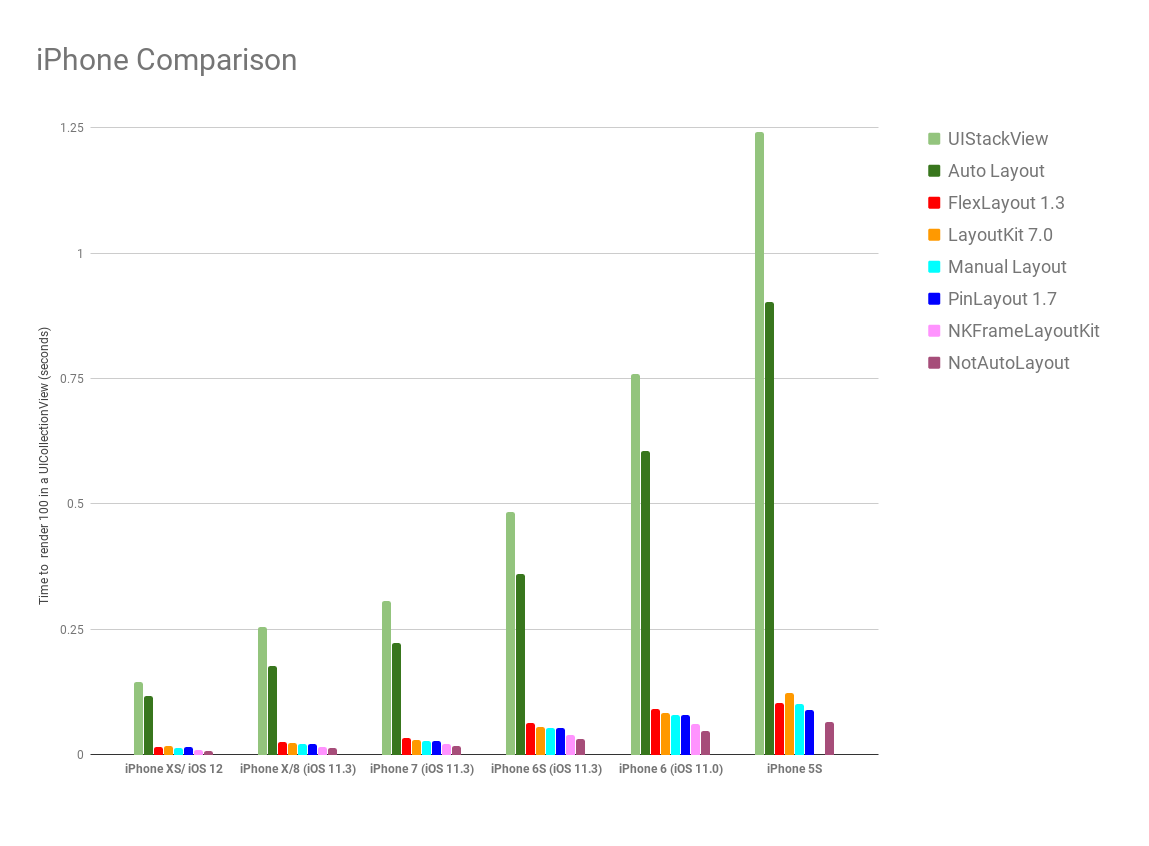 iPhone Comparison
1.25
1
0.75
0.5
0.25
0
Time to  render 100 in a UICollectionView (seconds)
iPhone XS/ iOS 12
iPhone X/8 (iOS 11.3)
iPhone 7 (iOS 11.3)
iPhone 6S (iOS 11.3)
iPhone 6 (iOS 11.0)
iPhone 5S
UIStackView
Auto Layout
FlexLayout 1.3
LayoutKit 7.0
Manual Layout
PinLayout 1.7
NKFrameLayoutKit
NotAutoLayout